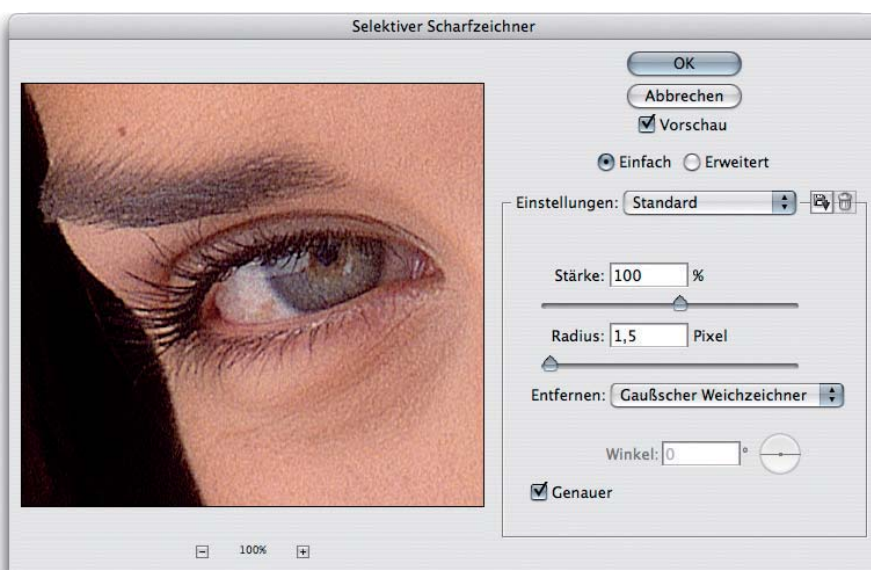 Selektiver Scharfzeichner
OK
Abbrechen
Vorschau
Einfach Erweitert
Einstellungen: Standard
Stärke: 100 %
Radius: 1,5 Pixel
Entfernen: Gaußscher Weichzeichner
Winkel: 0 °
Genauer
100%